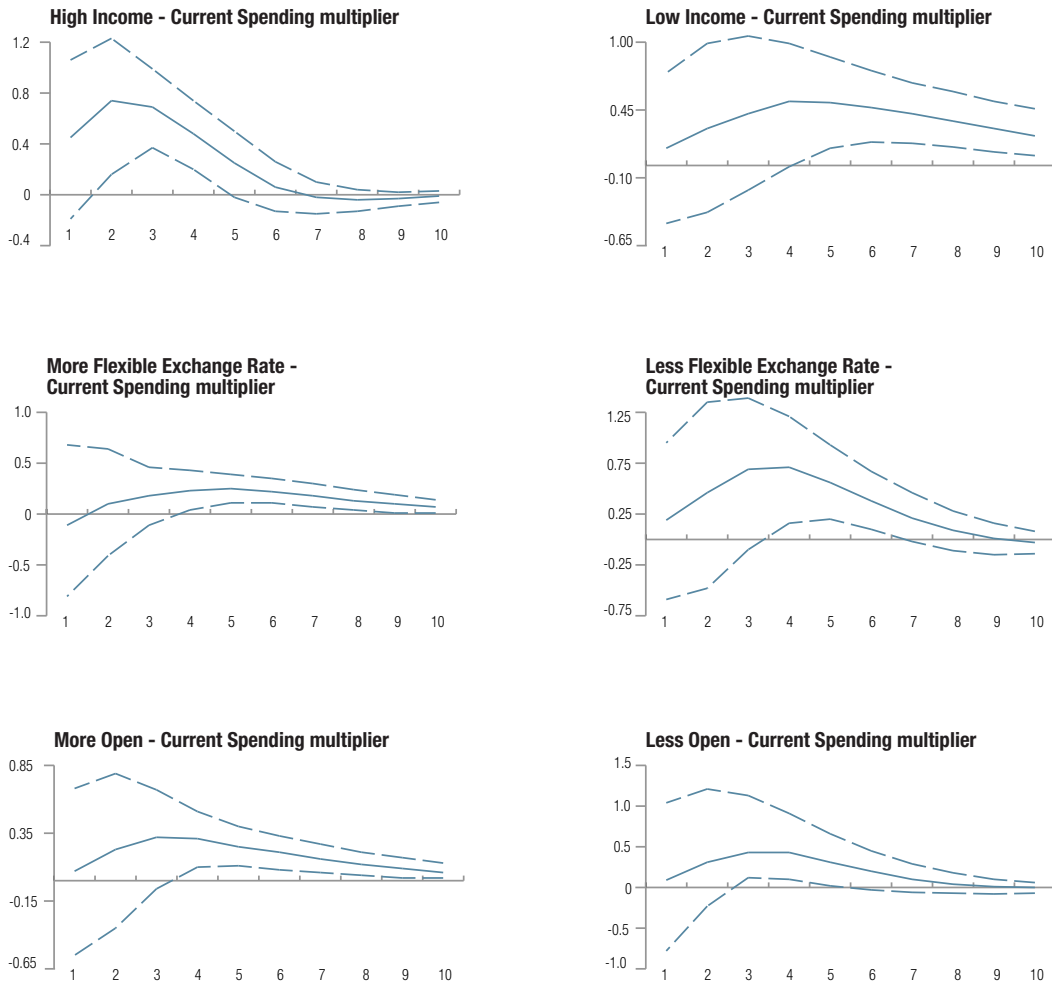 High Income - Current Spending multiplier
1.2
0.8
0.4
0
-0.4
1 2 3 4 5 6 7 8 9 10
Low Income - Current Spending multiplier
1.00
0.45
-0.10
-0.65
1 2 3 4 5 6 7 8 9 10
More Flexible Exchange Rate -
Current Spending multiplier
1.0
0.5
0
-0.5
-1.0
1 2 3 4 5 6 7 8 9 10
Less Flexible Exchange Rate -
Current Spending multiplier
1.25
0.75
0.25
-0.25
-0.75
1 2 3 4 5 6 7 8 9 10
More Open - Current Spending multiplier
0.85
0.35
-0.15
-0.65
1 2 3 4 5 6 7 8 9 10
Less Open - Current Spending multiplier
1.5
1.0
0.5
0
-0.5
-1.0
1 2 3 4 5 6 7 8 9 10